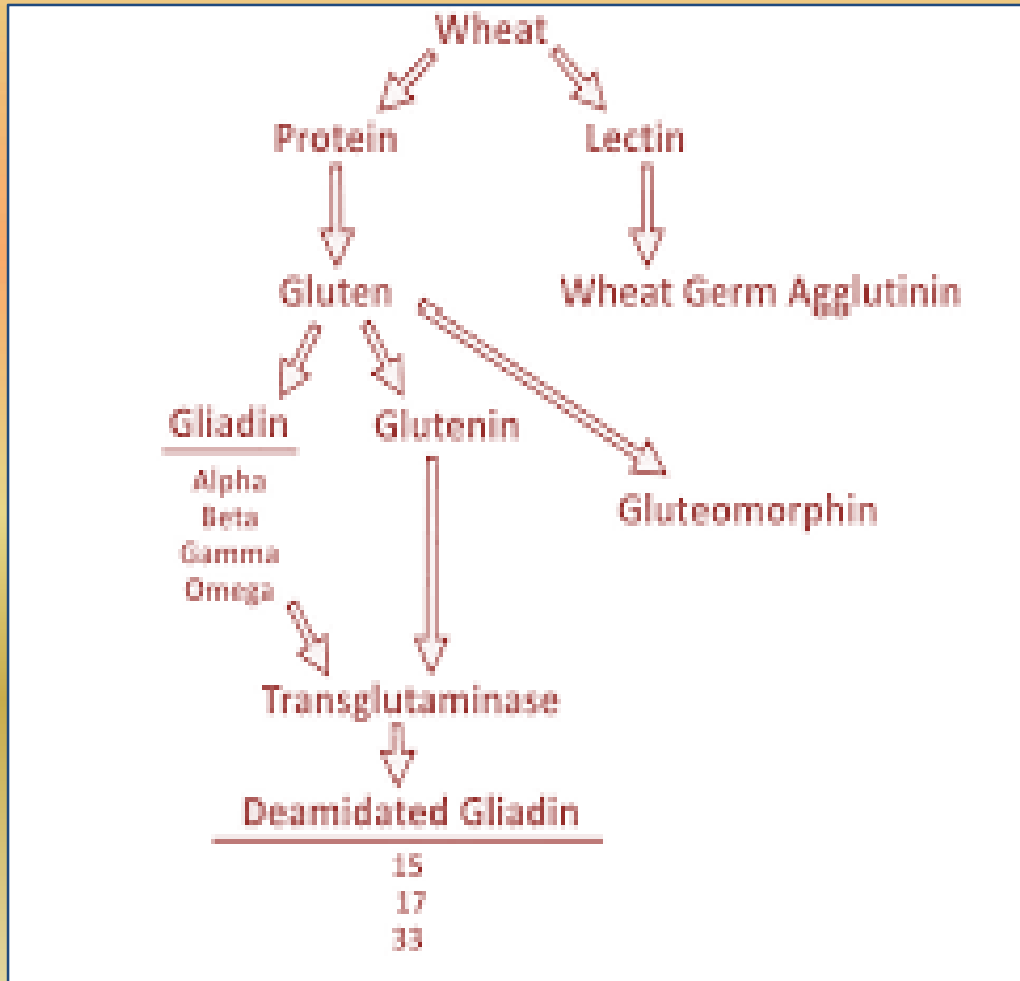 Wheat
Protein Lectin
Gluten Wheat Germ Agglutinin
Gliadin Glutenin
Alpha
Beta
Gluteomorphin
Gamma
Omega
Transglutaminase
Deamidated Gliadin
15
17
33